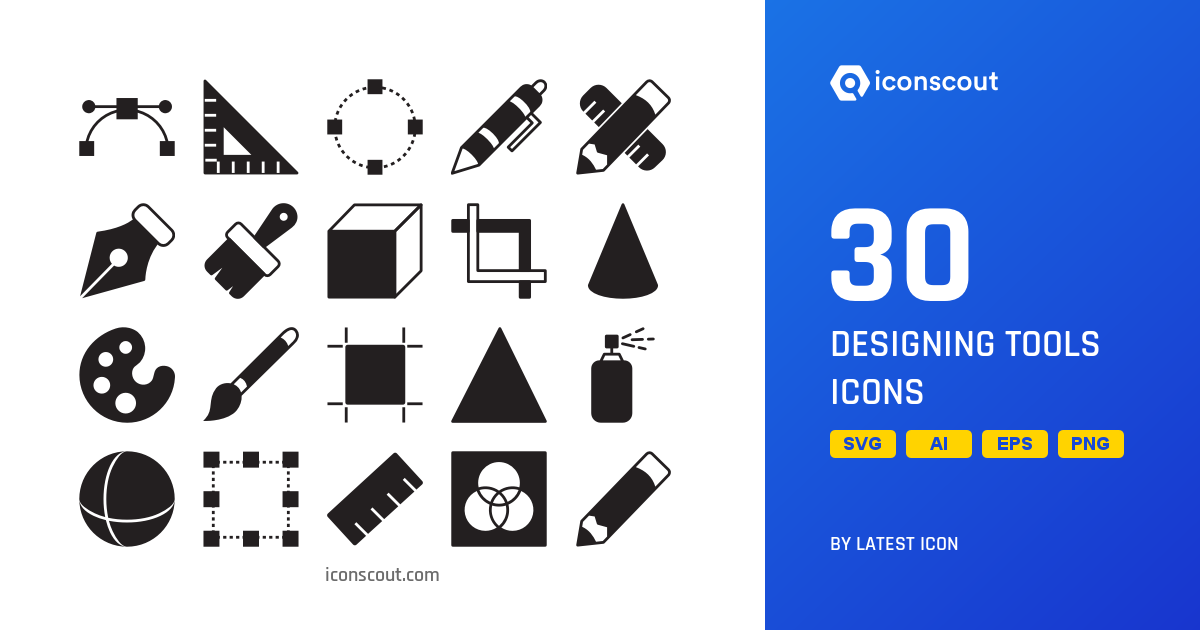 iconscout
30
DESIGNING TOOLS
ICONS
SVG AI EPS PNG
BY LATEST ICON
iconscout.com